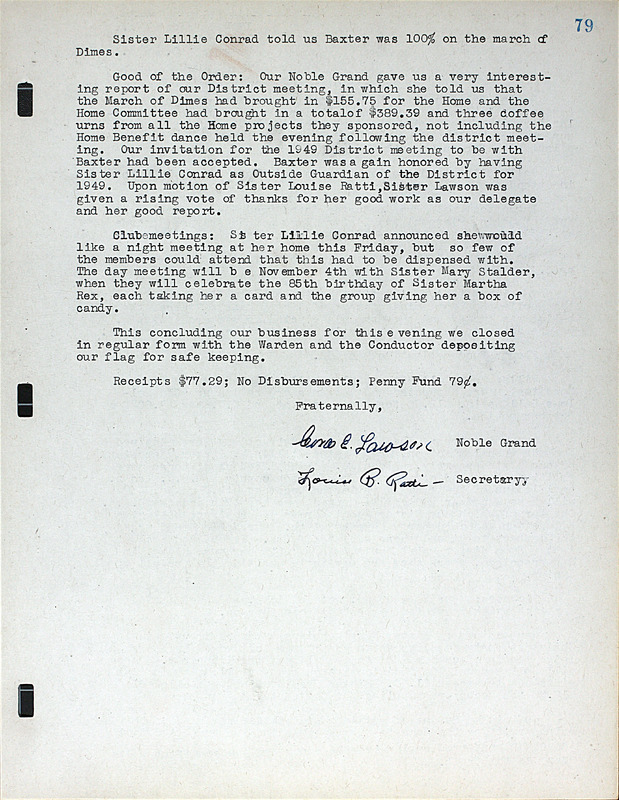 79
Sister Lillie Conrad told us Baxter was 100% on the march of
Dimes.
Good of the Order: Our Noble Grand gave us a very interest-
ing report of our District meeting, in which she told us that
the March of Dimes had brought in $155.75 for the Home and the
Home Committee had brought in a totalof $389.39 and three doffee
urns from all the Home projects they sponsored, not including the
Home Benefit dance held the evening following the district meet-
ing. Our invitation for the 1949 District meeting to be with
Baxter had been accepted. Baxter was a gain honored by having
Sister Lillie Conrad as Outside Guardian of the District for
1949. Upon motion of Sister Louise Ratti,Sister Lawson was
given a rising vote of thanks for her good work as our delegate
and her good report.
Clubemeetings: Sis ter Lillie Conrad announced shewwould
like a night meeting at her home this Friday, but so few of
the members could attend that this had to be dispensed with.
The day meeting will b e November 4th with Sister Mary Stalder,
when they will celebrate the 85th birthday of Sister Martha
Rex, each taking her a card and the group giving her a box of
candy.
This concluding our business for this evening we closed
in regular form with the Warden and the Conductor depositing
our flag for safe keeping.
Receipts $77.29; No Disbursements; Penny Fund 79¢.
Fraternally,
E. Lawson Noble Grand
Louise B. Ratti - Secretary,